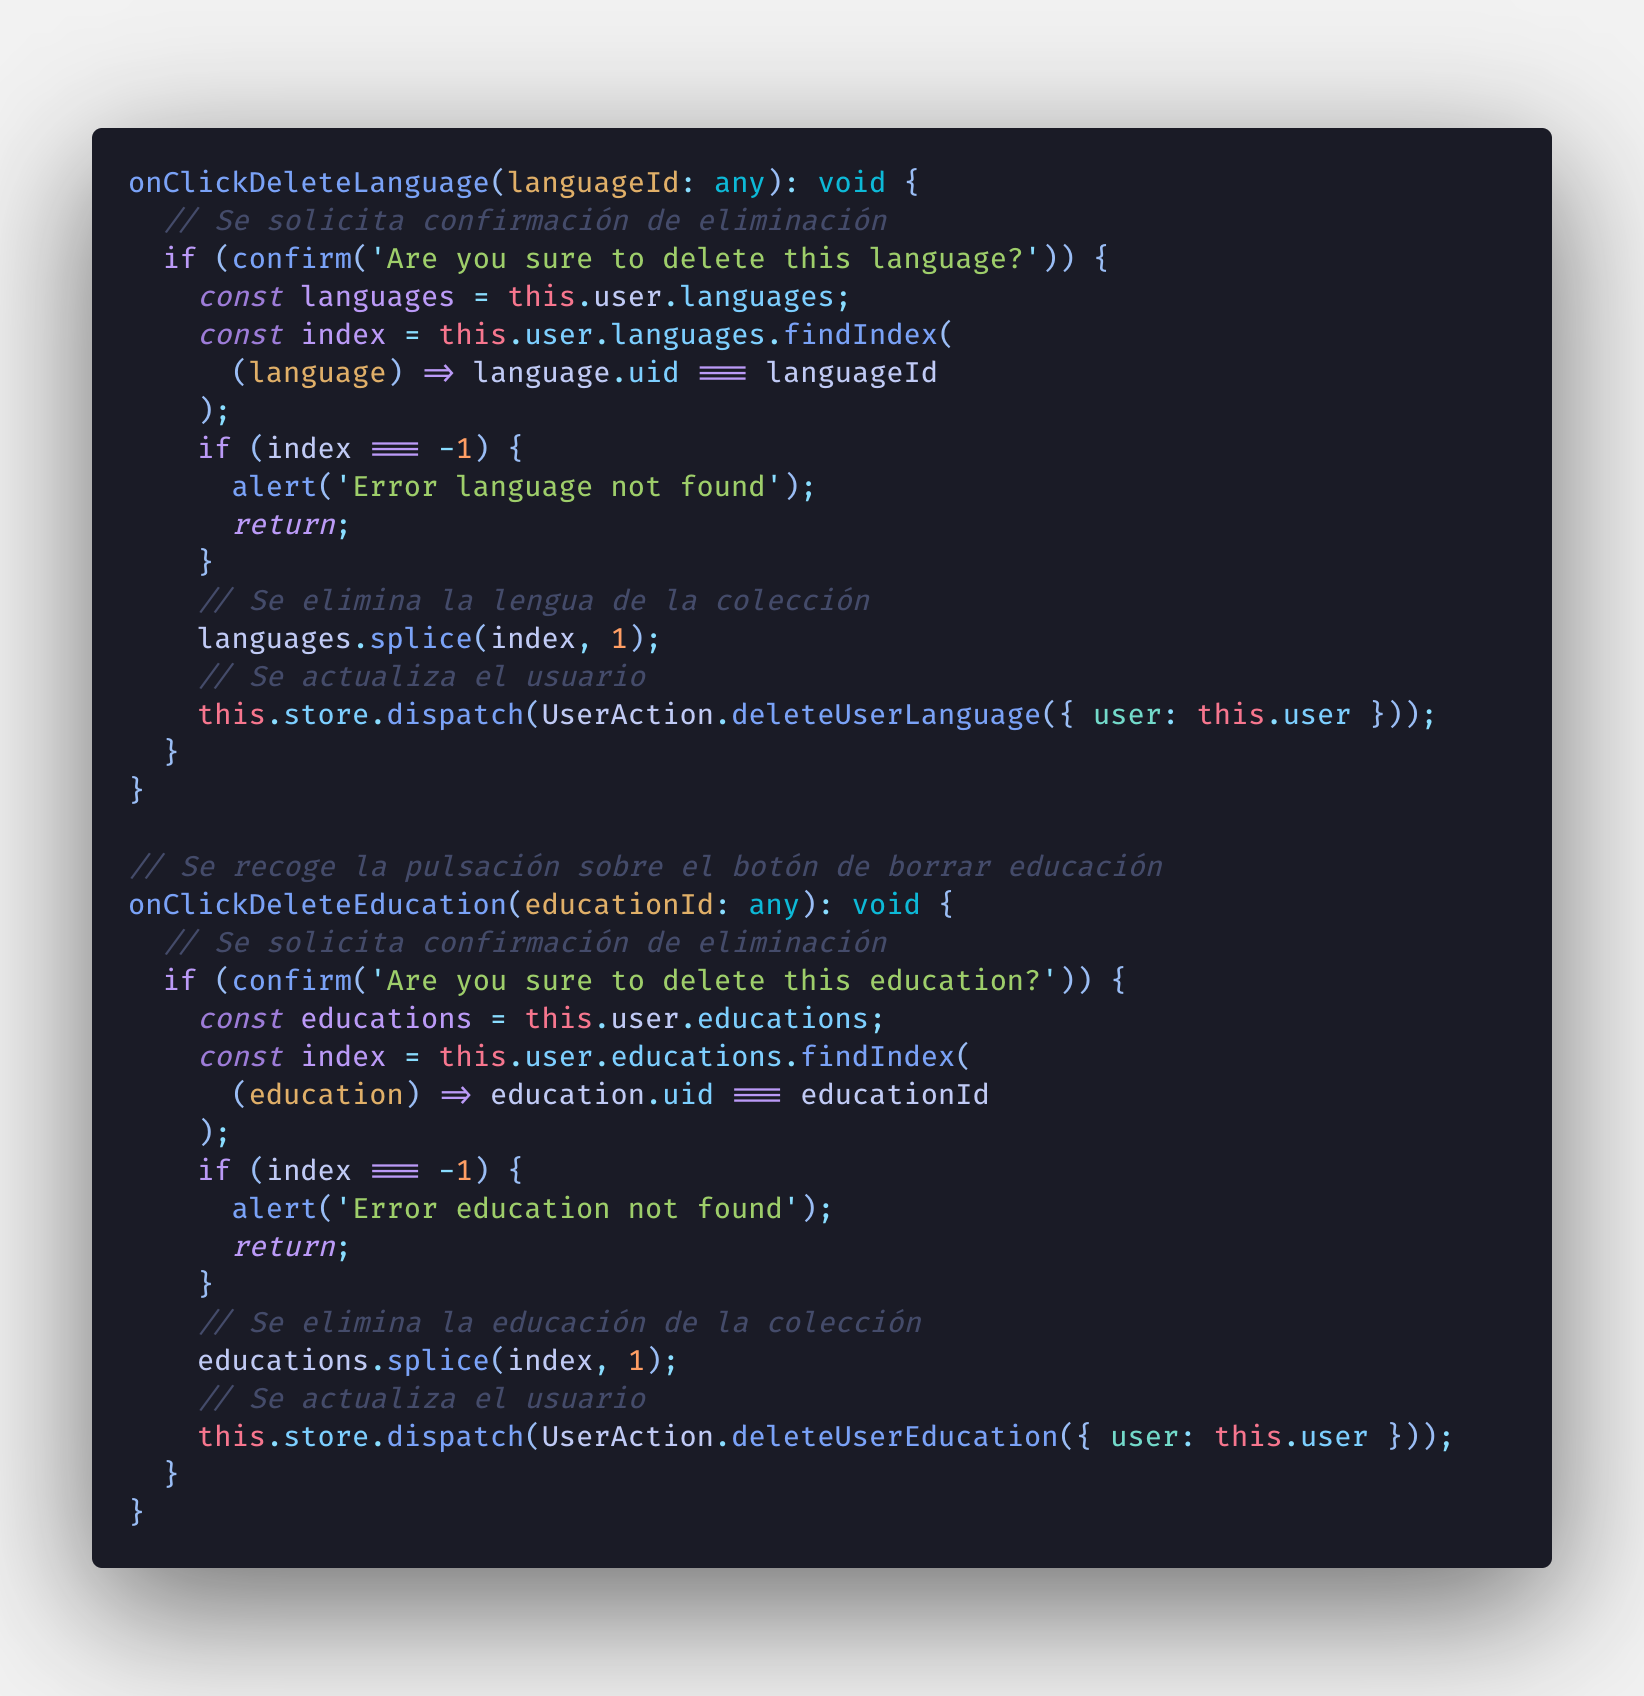 onClickDeleteLanguage(languageId: any): void {
  // Se solicita confirmación de eliminación
  if (confirm('Are you sure to delete this language?')) {
    const languages = this.user.languages;
    const index = this.user.languages.findIndex(
      (language) => language.uid === languageId
    );
    if (index === -1) {
      alert('Error language not found');
      return;
    }
    // Se elimina la lengua de la colección
    languages.splice(index, 1);
    // Se actualiza el usuario
    this.store.dispatch(UserAction.deleteUserLanguage({ user: this.user }));
  }
}

// Se recoge la pulsación sobre el botón de borrar educación
onClickDeleteEducation(educationId: any): void {
  // Se solicita confirmación de eliminación
  if (confirm('Are you sure to delete this education?')) {
    const educations = this.user.educations;
    const index = this.user.educations.findIndex(
      (education) => education.uid === educationId
    );
    if (index === -1) {
      alert('Error education not found');
      return;
    }
    // Se elimina la educación de la colección
    educations.splice(index, 1);
    // Se actualiza el usuario
    this.store.dispatch(UserAction.deleteUserEducation({ user: this.user }));
  }
}